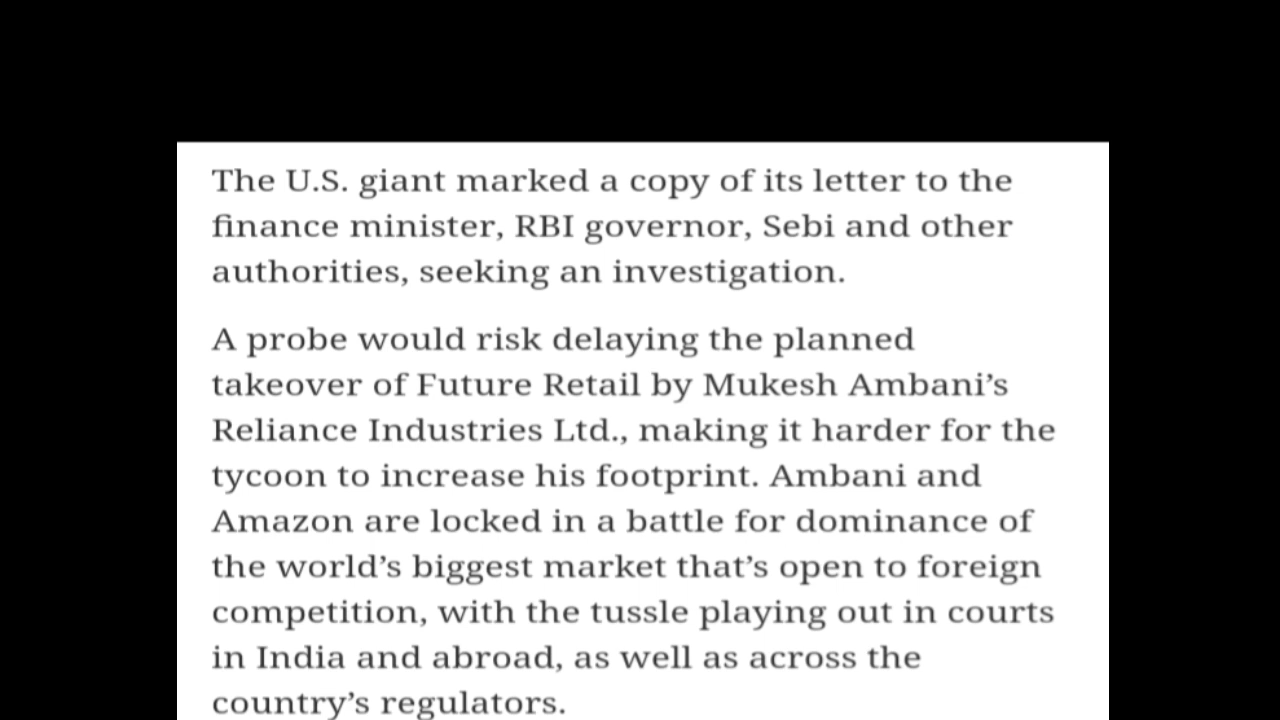 The U.S. giant marked a copy of its letter to the
finance minister, RBI governor, Sebi and other
authorities, seeking an investigation.
A probe would risk delaying the planned
takeover of Future Retail by Mukesh Ambani’s
Reliance Industries Ltd., making it harder for the
tycoon to increase his footprint. Ambani and
Amazon are locked in a battle for dominance of
the world’s biggest market that’s open to foreign
competition, with the tussle playing out in courts
in India and abroad, as well as across the
country’s regulators.